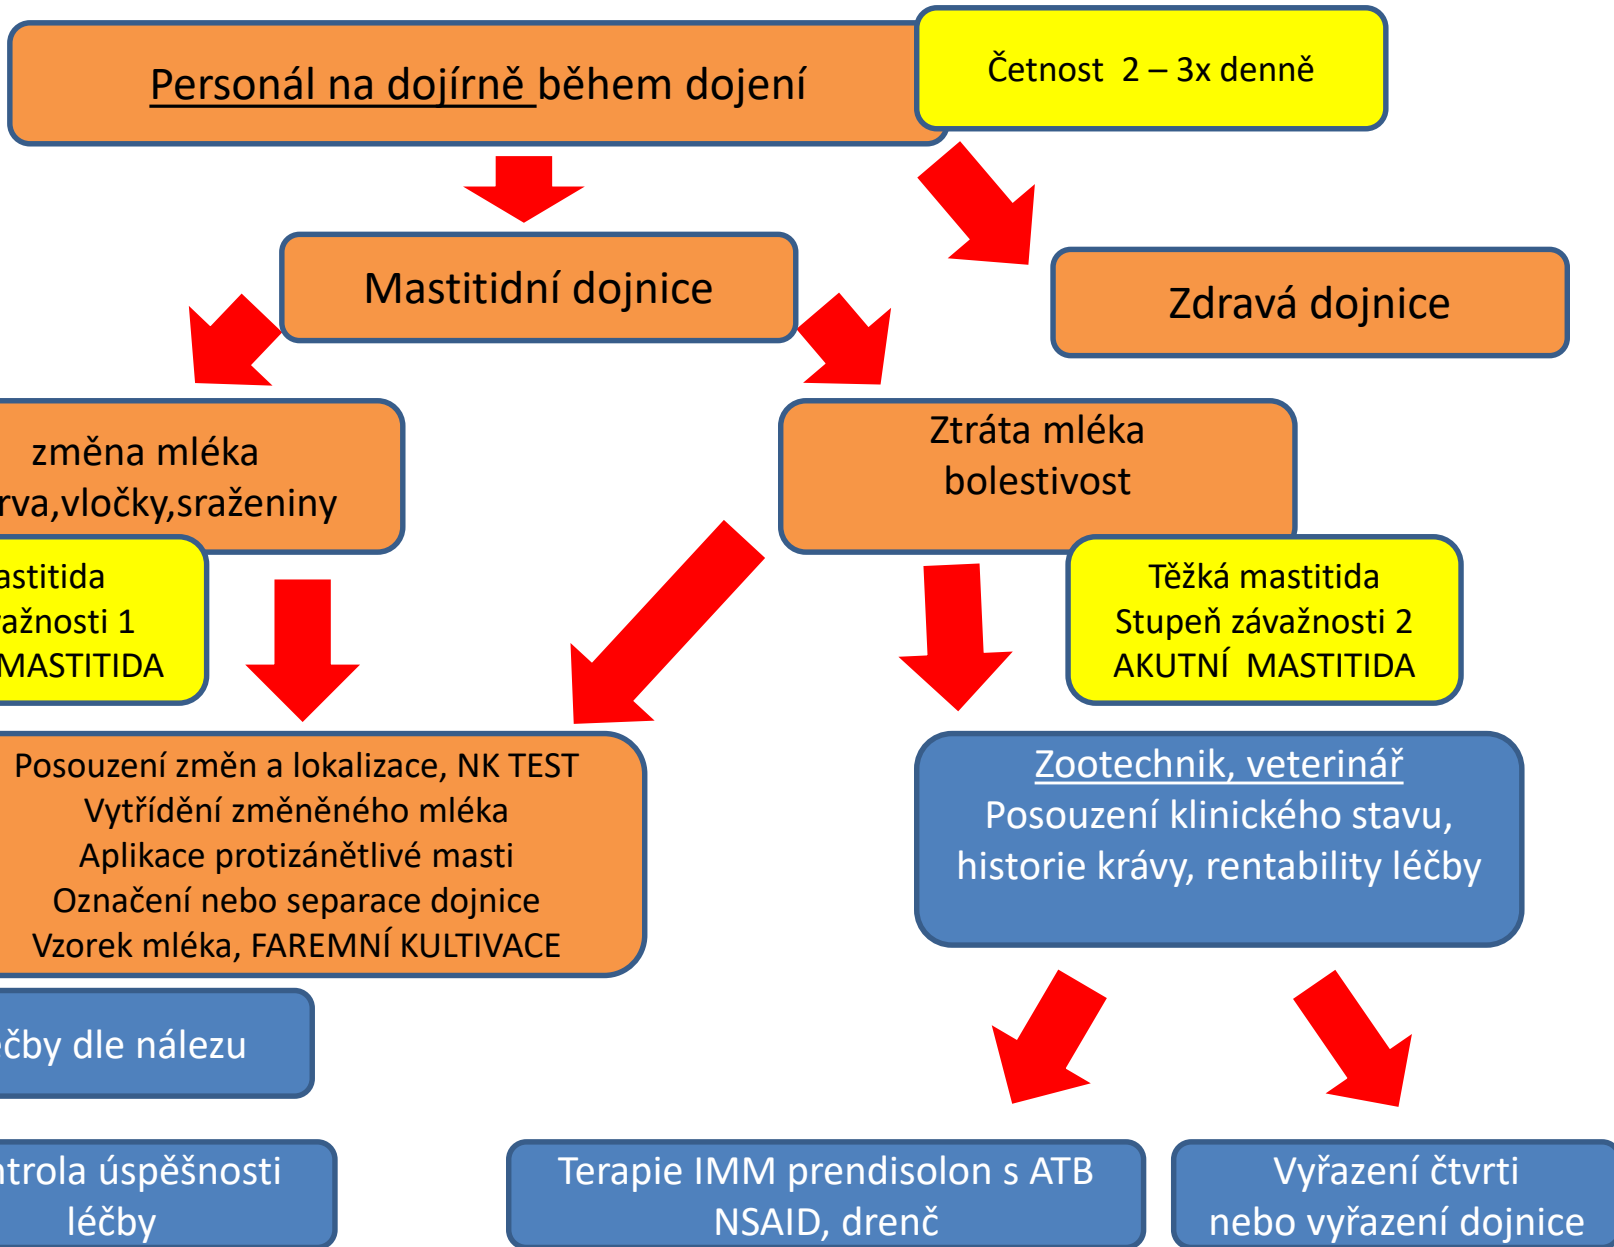 Personál na dojírně během dojení
Četnost 2 – 3x denně
Mastitidní dojnice
Zdravá dojnice
změna mléka
rva,vločky,sraženiny
Ztráta mléka
bolestivost
astitida
ažnosti 1
MASTITIDA
Těžká mastitida
Stupeň závažnosti 2
AKUTNÍ MASTITIDA
Posouzení změn a lokalizace, NK TEST
Vytřídění změněného mléka
Aplikace protizánětlivé masti
Označení nebo separace dojnice
Vzorek mléka, FAREMNÍ KULTIVACE
Zootechnik, veterinář
Posouzení klinického stavu,
historie krávy, rentability léčby
čby dle nálezu
ntrola úspěšnosti
léčby
Terapie IMM prendisolon s ATB
NSAID, drenč
Vyřazení čtvrti
nebo vyřazení dojnice